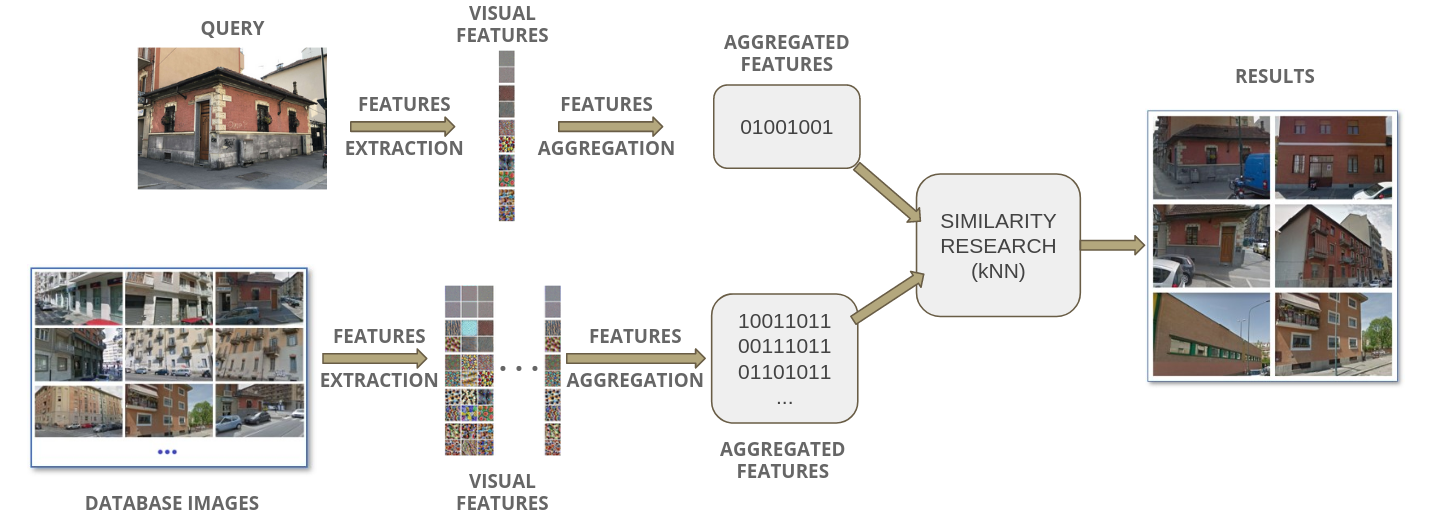 QUERY
FEATURES
EXTRACTION
VISUAL
FEATURES
FEATURES
AGGREGATION
AGGREGATED
FEATURES
01001001
SIMILARITY
RESEARCH
(kNN)
RESULTS
DATABASE IMAGES
FEATURES
EXTRACTION
VISUAL
FEATURES
FEATURES
AGGREGATION
10011011
00111011
01101011
...
AGGREGATED
FEATURES